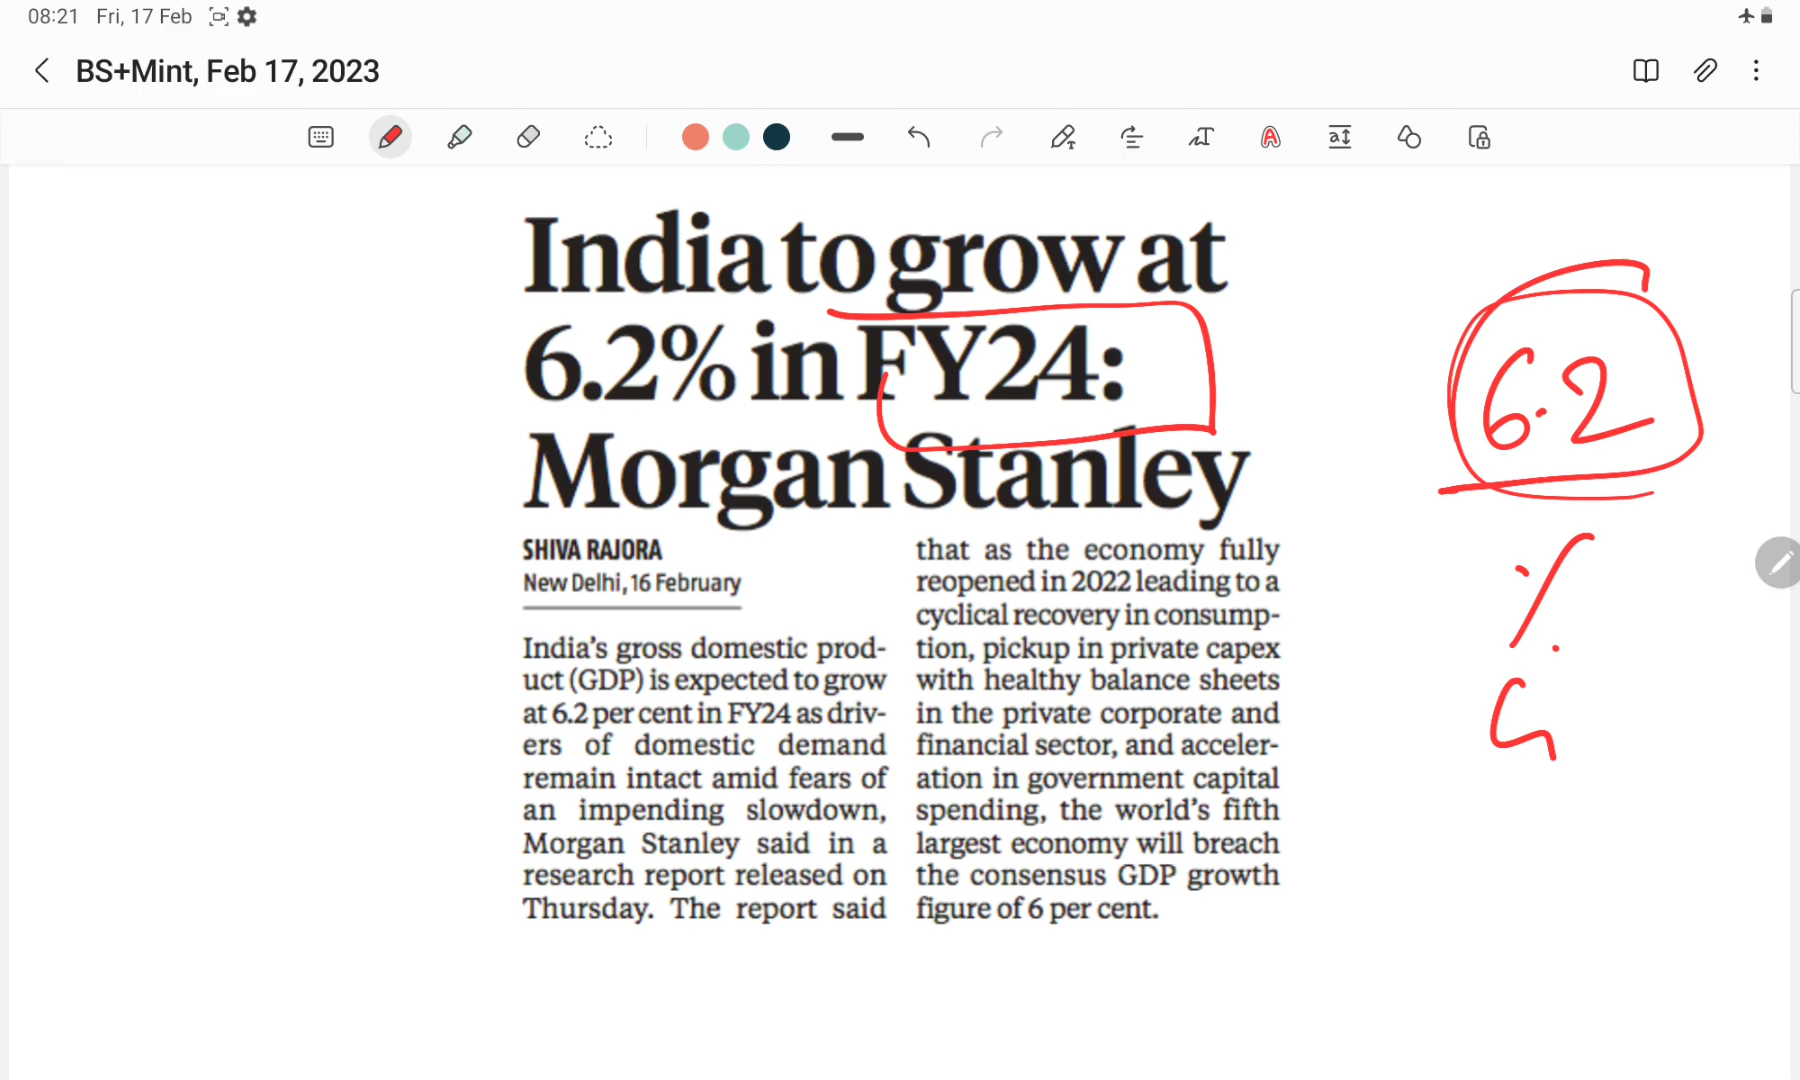 08:21 Fri, 17 Feb
BS+Mint, Feb 17, 2023
India to grow at
6.2% in FY24:
Morgan Stanley
SHIVA RAJORA
New Delhi, 16 February
India's gross domestic prod-
uct (GDP) is expected to grow
at 6.2 per cent in FY24 as driv-
ers of domestic demand
remain intact amid fears of
an impending slowdown,
Morgan Stanley said in a
research report released on
Thursday. The report said
that as the economy fully
reopened in 2022 leading to a
cyclical recovery in consump-
tion, pickup in private capex
with healthy balance sheets
in the private corporate and
financial sector, and acceler-
ation in government capital
spending, the world's fifth
largest economy will breach
the consensus GDP growth
figure of 6 per cent.
6.2
%
G